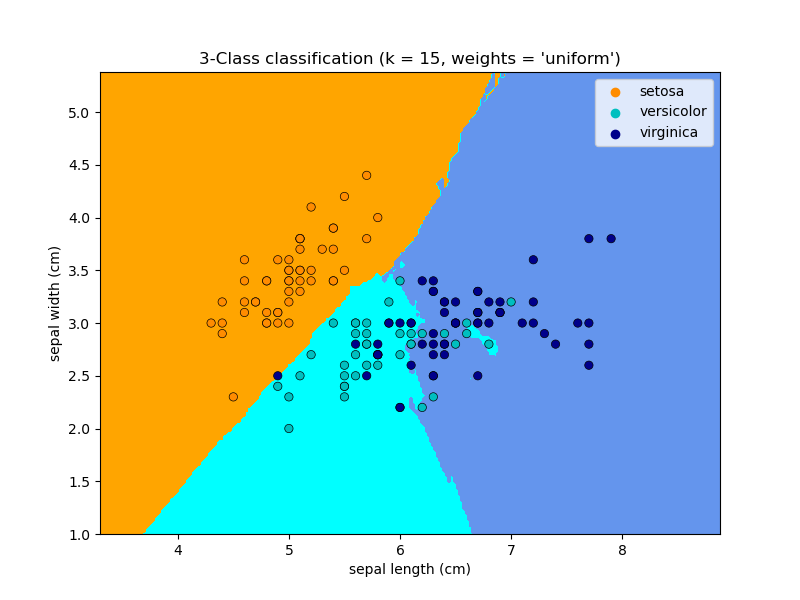 3-Class classification (k = 15, weights = 'uniform')
setosa
versicolor
virginica
sepal width (cm)
5.0
4.5
4.0
3.5
3.0
2.5
2.0
1.5
1.0
4 5 6 7 8
sepal length (cm)